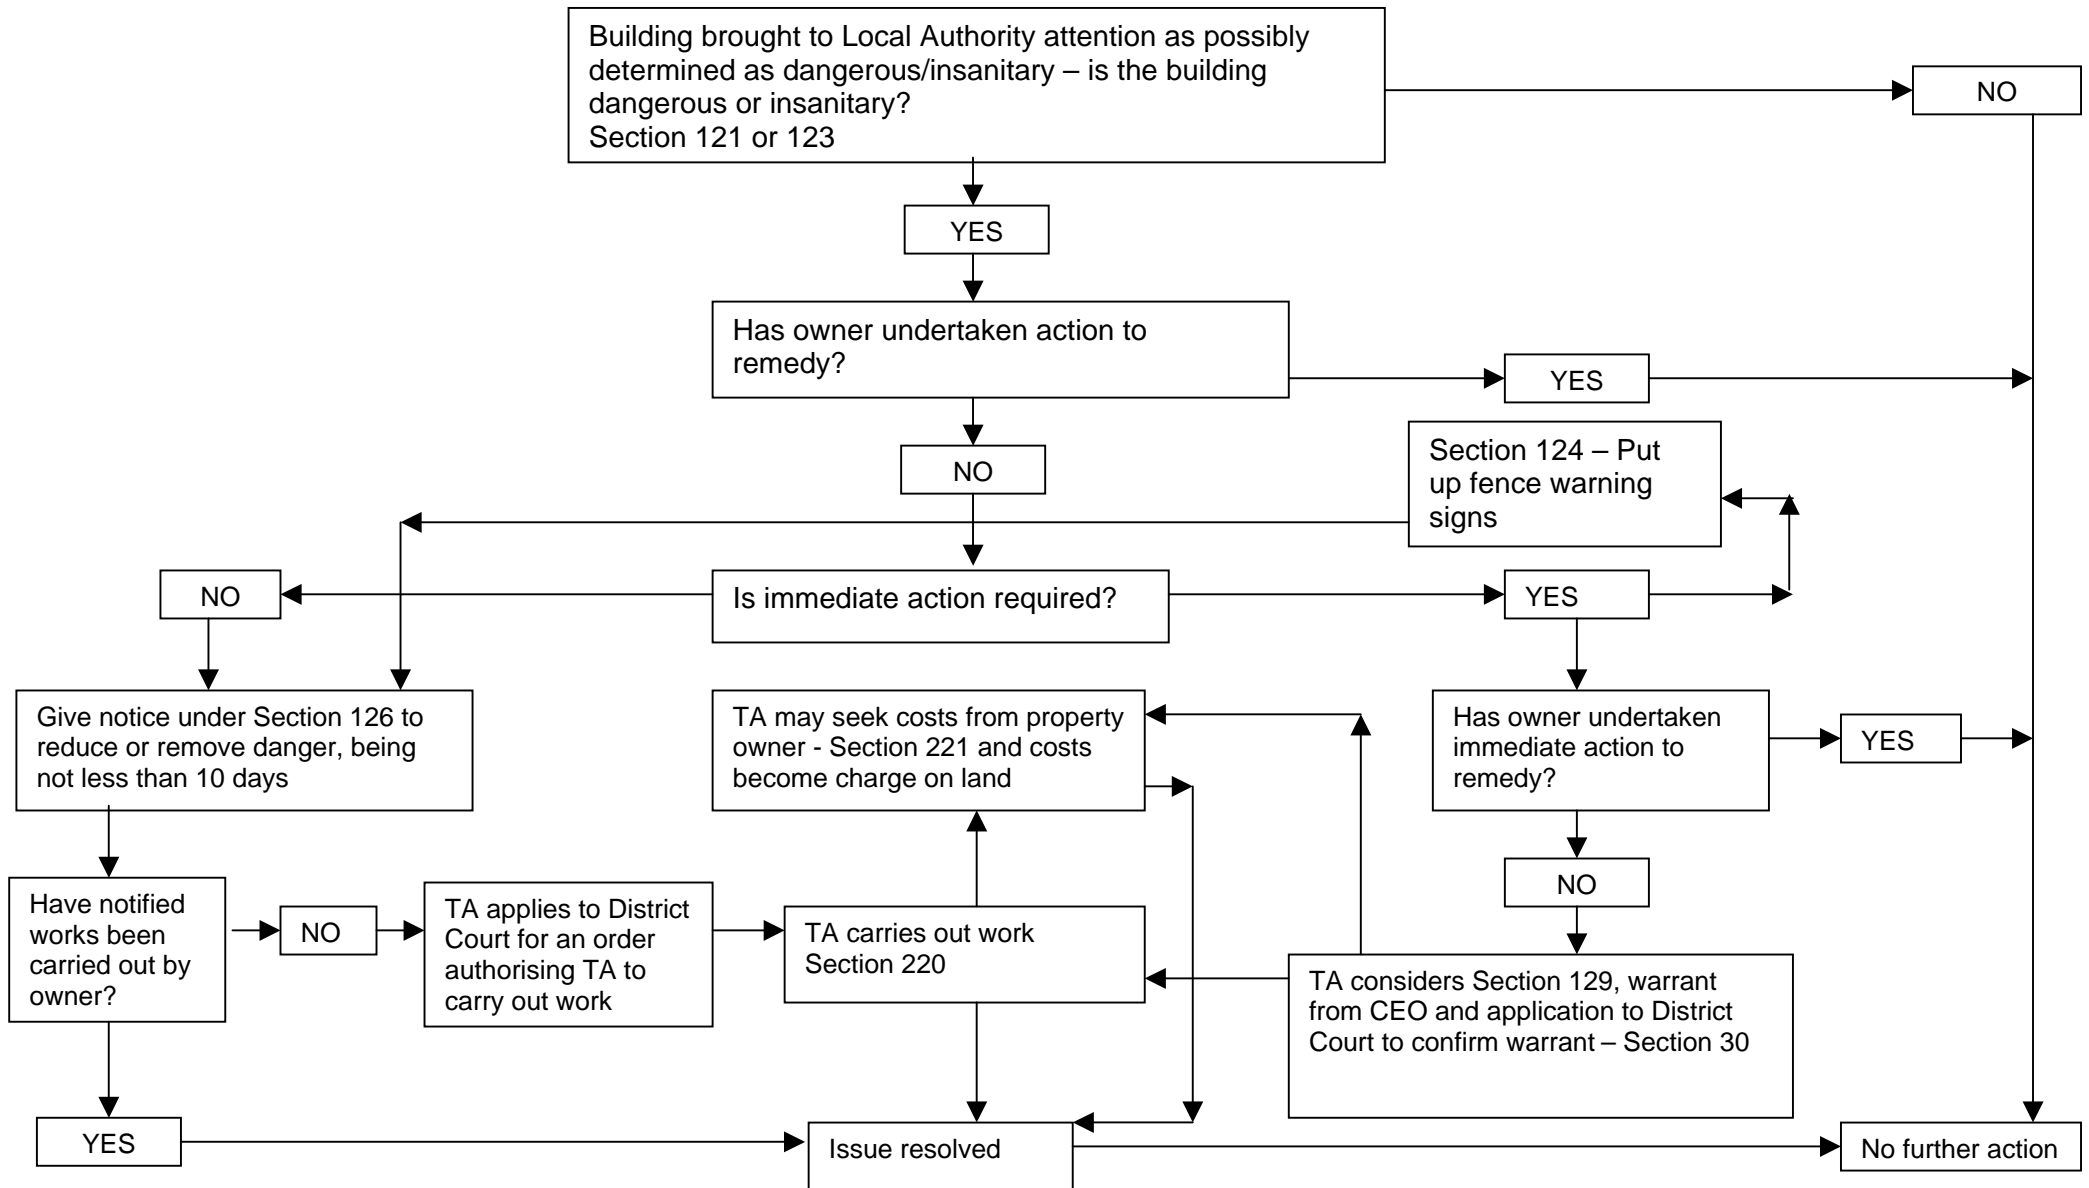 Building brought to Local Authority attention as possibly
determined as dangerous/insanitary – is the building
dangerous or insanitary?
Section 121 or 123
NO
YES
Has owner undertaken action to
remedy?
YES
NO
Section 124 – Put
up fence warning
signs
NO
Is immediate action required?
YES
Give notice under Section 126 to
reduce or remove danger, being
not less than 10 days
TA may seek costs from property
owner - Section 221 and costs
become charge on land
Has owner undertaken
immediate action to
remedy?
YES
NO
Have notified
works been
carried out by
owner?
NO
TA applies to District
Court for an order
authorising TA to
carry out work
TA carries out work
Section 220
TA considers Section 129, warrant
from CEO and application to District
Court to confirm warrant – Section 30
YES
Issue resolved
No further action